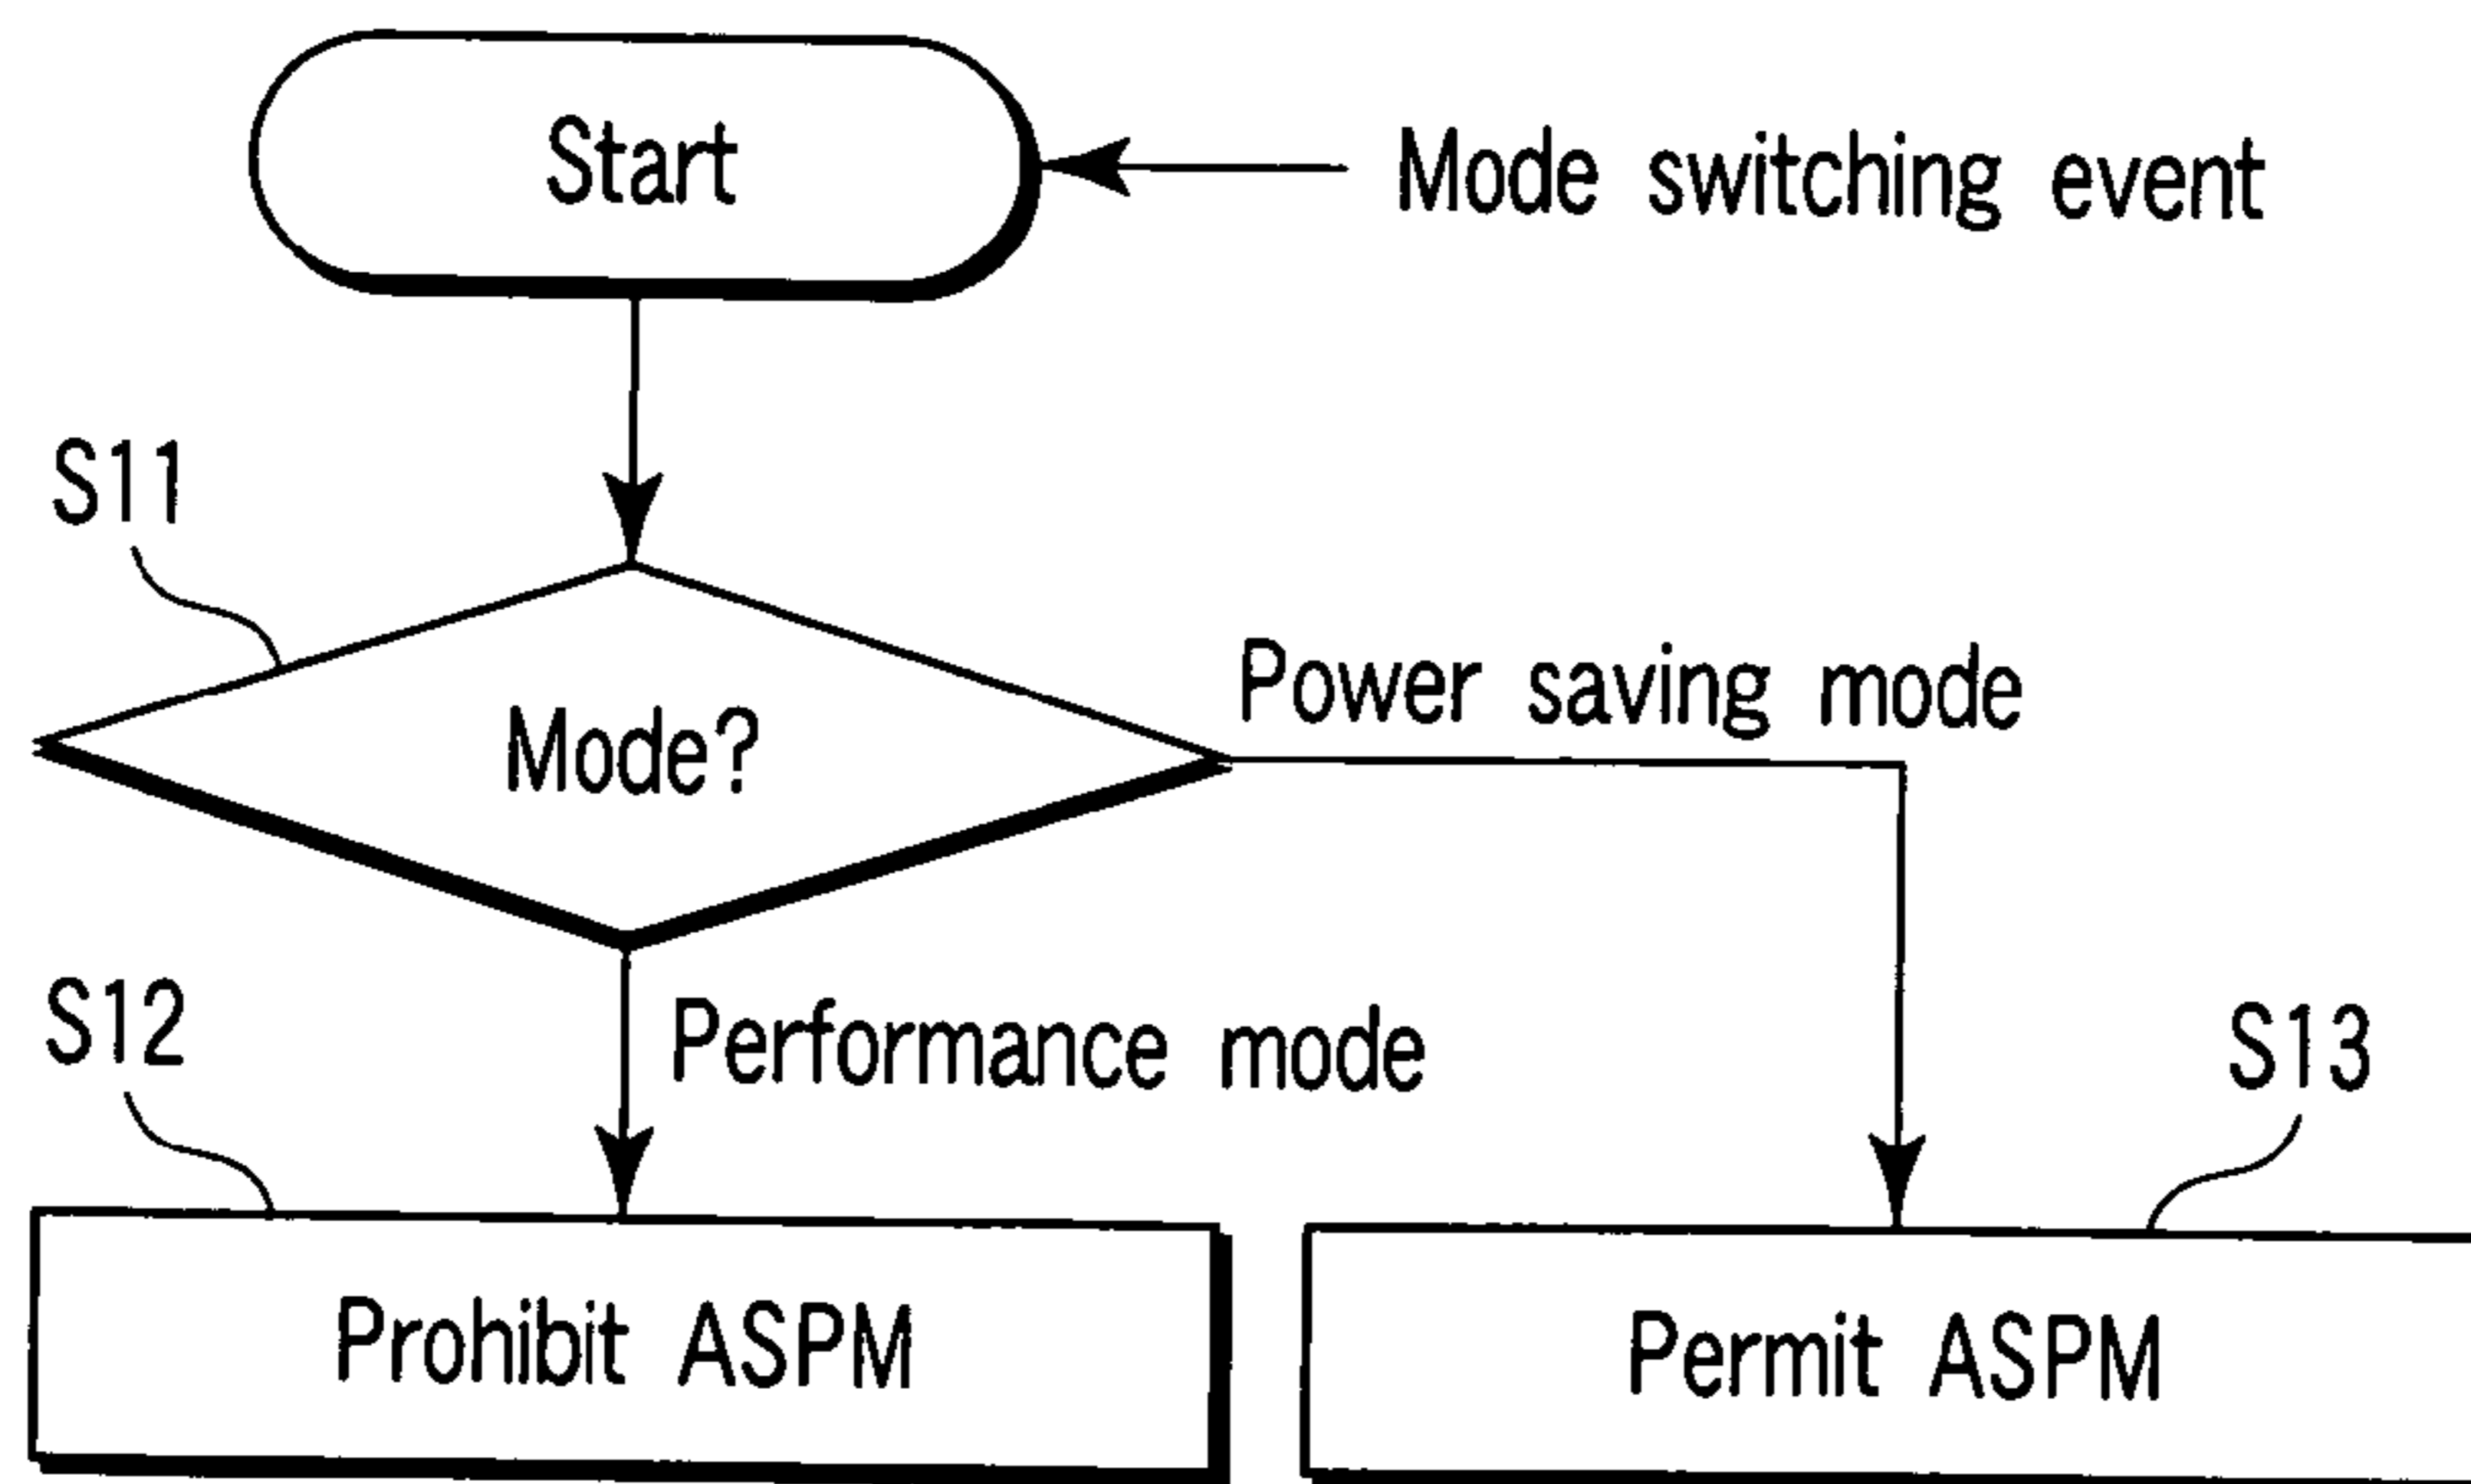 Start
Mode switching event
S11
Mode?
Power saving mode
S12
Performance mode
S13
Prohibit ASPM
Permit ASPM